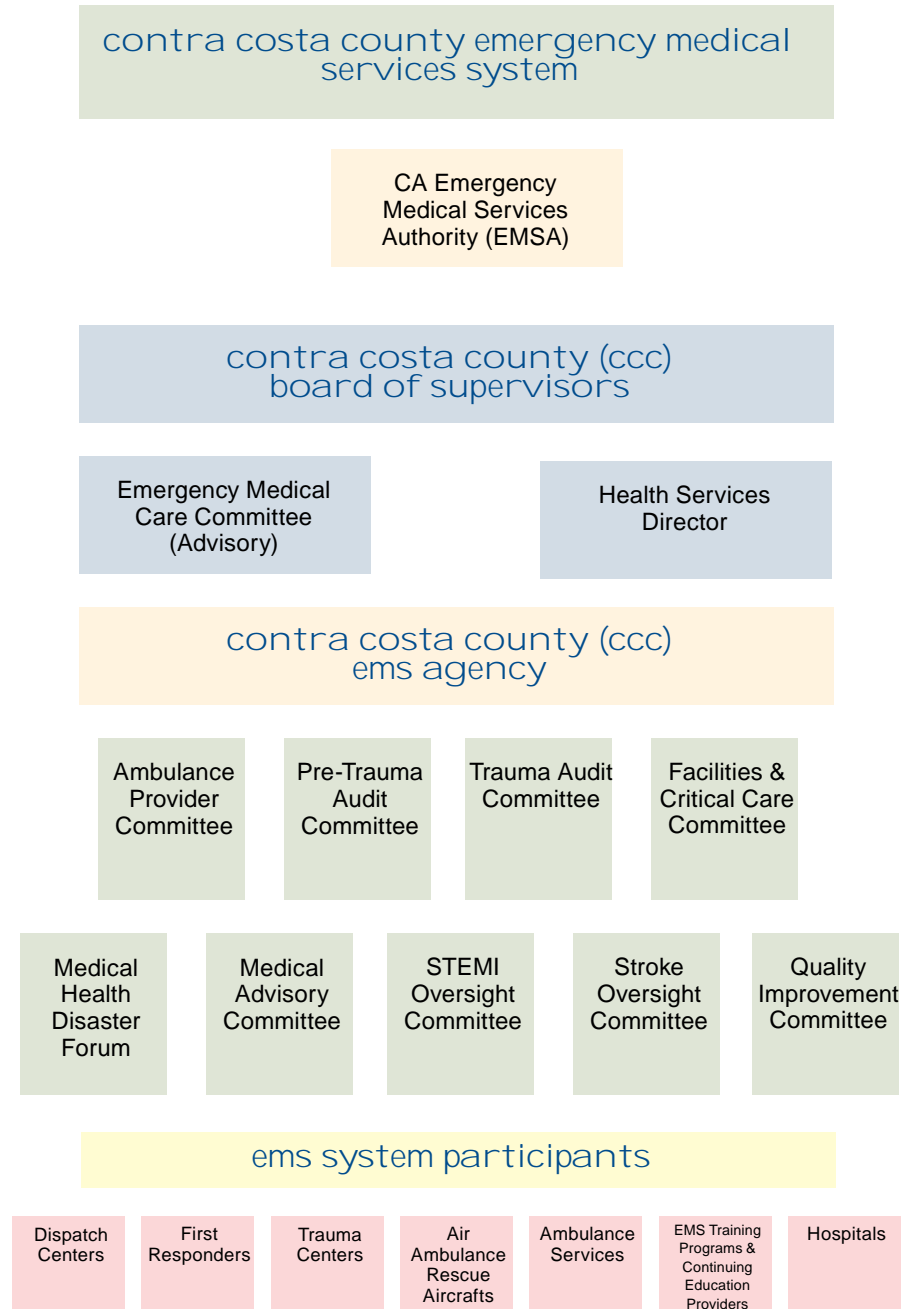 contra costa county emergency medical
services system
CA Emergency
Medical Services
Authority (EMSA)
contra costa county (ccc)
board of supervisors
Emergency Medical
Care Committee
(Advisory)
Health Services
Director
contra costa county (ccc)
ems agency
Ambulance
Provider
Committee
Pre-Trauma
Audit
Committee
Trauma Audit
Committee
Facilities &
Critical Care
Committee
Medical
Health
Disaster
Forum
Medical
Advisory
Committee
STEMI
Oversight
Committee
Stroke
Oversight
Committee
Quality
Improvement
Committee
ems system participants
Dispatch
Centers
First
Responders
Trauma
Centers
Air
Ambulance
Rescue
Aircrafts
Ambulance
Services
EMS Training
Programs &
Continuing
Education
Providers
Hospitals